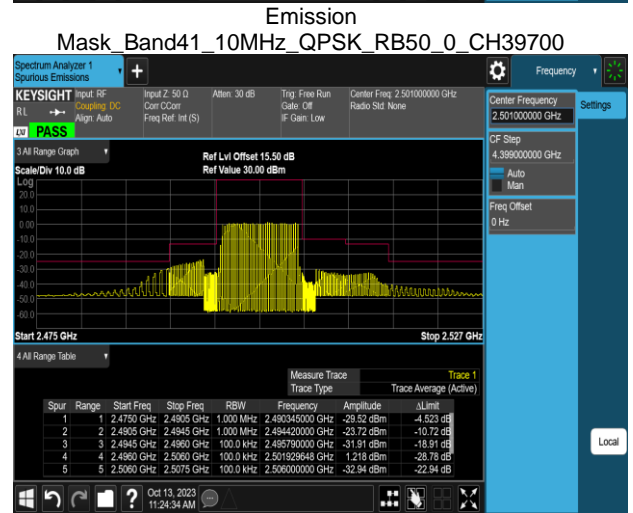 Emission
Mask_Band41_10MHz_QPSK_RB50_0_CH39700
Spectrum Analyzer 1
Spurious Emissions
+
Frequency
KEYSIGHT Input: RF Input Z: 50 Ω Atten: 30 dB Trig: Free Run Center Freq: 2.501000000 GHz
RL Coupling: DC Corr CCorr Gate: Off Radio Std: None
Align: Auto Freq Ref: Int (S) IF Gain: Low
LXI PASS
Center Frequency
2.501000000 GHz
Settings
CF Step
4.399000000 GHz
Auto
Man
Freq Offset
0 Hz
3 All Range Graph
Ref Lvl Offset 15.50 dB
Scale/Div 10.0 dB Ref Value 30.00 dBm
Log
20.0
10.0
0.00
-10.0
-20.0
-30.0
-40.0
-50.0
-60.0
Start 2.475 GHz Stop 2.527 GHz
4 All Range Table
Measure Trace Trace 1
Trace Type Trace Average (Active)
Spur Range Start Freq Stop Freq RBW Frequency Amplitude ΔLimit
1 1 2.4750 GHz 2.4905 GHz 1.000 MHz 2.490345000 GHz -29.52 dBm -4.523 dB
2 2 2.4905 GHz 2.4945 GHz 1.000 MHz 2.494420000 GHz -23.72 dBm -10.72 dB
3 3 2.4945 GHz 2.4960 GHz 100.0 kHz 2.495790000 GHz -31.91 dBm -18.91 dB
4 4 2.4960 GHz 2.5060 GHz 100.0 kHz 2.501929648 GHz 1.218 dBm -28.78 dB
5 5 2.5060 GHz 2.5075 GHz 100.0 kHz 2.506000000 GHz -32.94 dBm -22.94 dB
Local
? Oct 13, 2023
11:24:34 AM